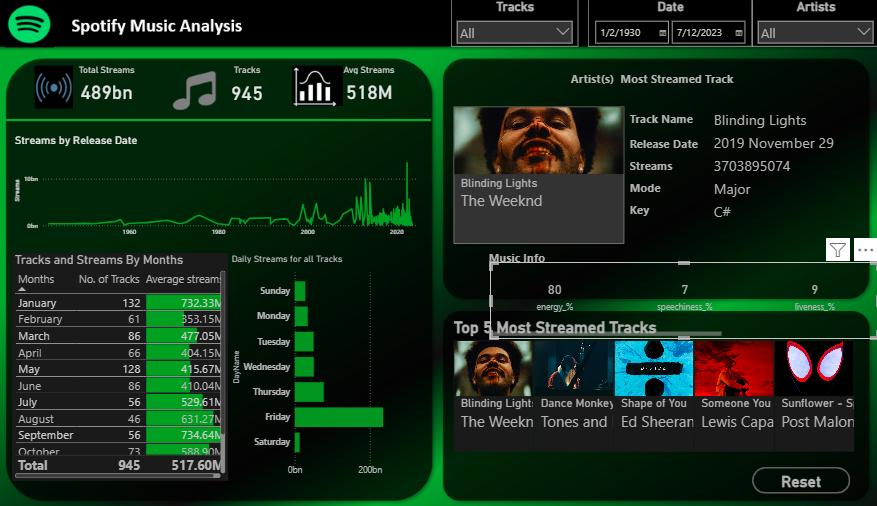 Spotify Music Analysis
Tracks
All
Date
1/2/1930
7/12/2023
Artists
All
Total Streams
489bn
Tracks
945
Avg Streams
518M
Streams by Release Date
Streams
10bn
0bn
1960
1980
2000
2020
Tracks and Streams By Months
Months No. of Tracks Average streams
January 132 732.33M
February 61 353.15M
March 86 477.05M
April 66 404.15M
May 128 415.67M
June 86 410.04M
July 56 529.61M
August 46 631.27M
September 56 734.64M
October 73 588.90M
Total 945 517.60M
Daily Streams for all Tracks
DayName
Sunday
Monday
Tuesday
Wednesday
Thursday
Friday
Saturday
0bn
200bn
Artist(s) Most Streamed Track
Blinding Lights
The Weeknd
Track Name Blinding Lights
Release Date 2019 November 29
Streams 3703895074
Mode Major
Key C#
Music Info
80
energy_%
7
speechiness_%
9
liveness_%
Top 5 Most Streamed Tracks
DIVIDE
Blinding Lights
The Weekn
Dance Monkey
Tones and
Shape of You
Ed Sheeran
Someone You
Lewis Capa
Sunflower - S
Post Malon
Reset